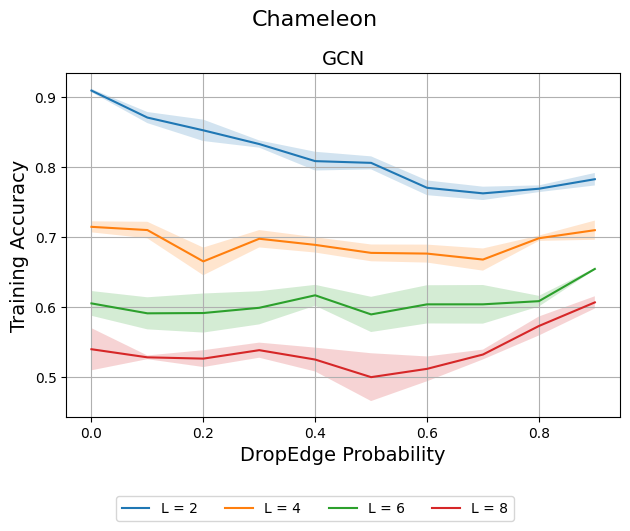 Chameleon
GCN
0.9
0.8
0.7
0.6
0.5
Training Accuracy
0.0 0.2 0.4 0.6 0.8
DropEdge Probability
L = 2 L = 4 L = 6 L = 8